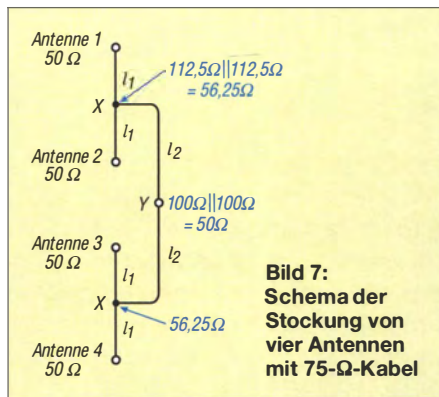 Antenne 1
50 Ω
l1
112,5Ω||112,5Ω
= 56,25Ω
X
l1
l2
Antenne 2
50 Ω
Y
100Ω||100Ω
= 50Ω
Antenne 3
50 Ω
l2
l1
X
56,25Ω
l1
Antenne 4
50 Ω
Bild 7:
Schema der
Stockung von
vier Antennen
mit 75-Ω-Kabel